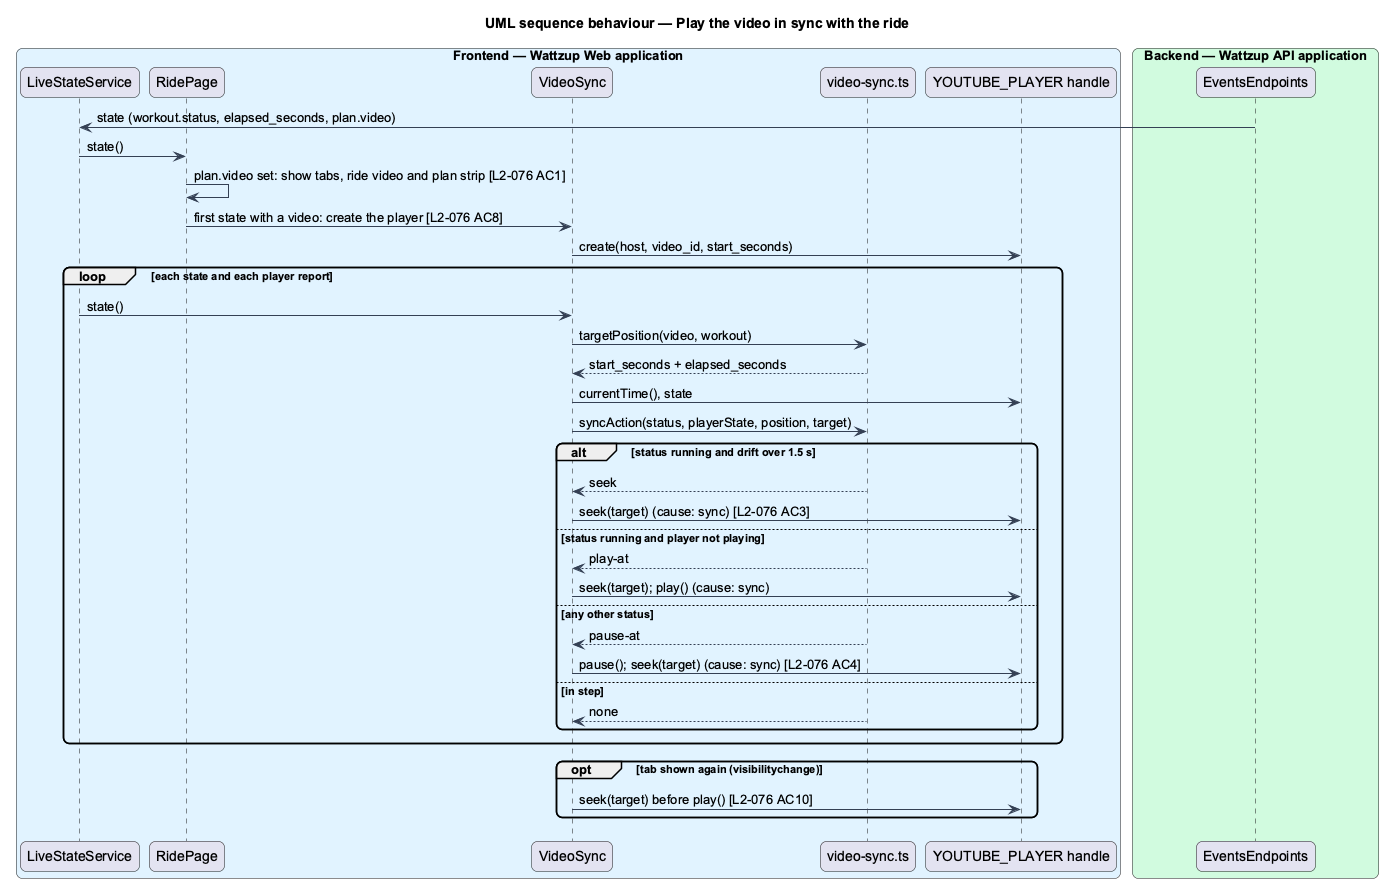 UML sequence behaviour — Play the video in sync with the ride
Frontend — Wattzup Web application
Backend — Wattzup API application
LiveStateService
RidePage
VideoSync
video-sync.ts
YOUTUBE_PLAYER handle
EventsEndpoints
state (workout.status, elapsed_seconds, plan.video)
state()
plan.video set: show tabs, ride video and plan strip [L2-076 AC1]
first state with a video: create the player [L2-076 AC8]
create(host, video_id, start_seconds)
loop [each state and each player report]
state()
targetPosition(video, workout)
start_seconds + elapsed_seconds
currentTime(), state
syncAction(status, playerState, position, target)
alt [status running and drift over 1.5 s]
seek
seek(target) (cause: sync) [L2-076 AC3]
[status running and player not playing]
play-at
seek(target); play() (cause: sync)
[any other status]
pause-at
pause(); seek(target) (cause: sync) [L2-076 AC4]
[in step]
none
opt [tab shown again (visibilitychange)]
seek(target) before play() [L2-076 AC10]
LiveStateService
RidePage
VideoSync
video-sync.ts
YOUTUBE_PLAYER handle
EventsEndpoints